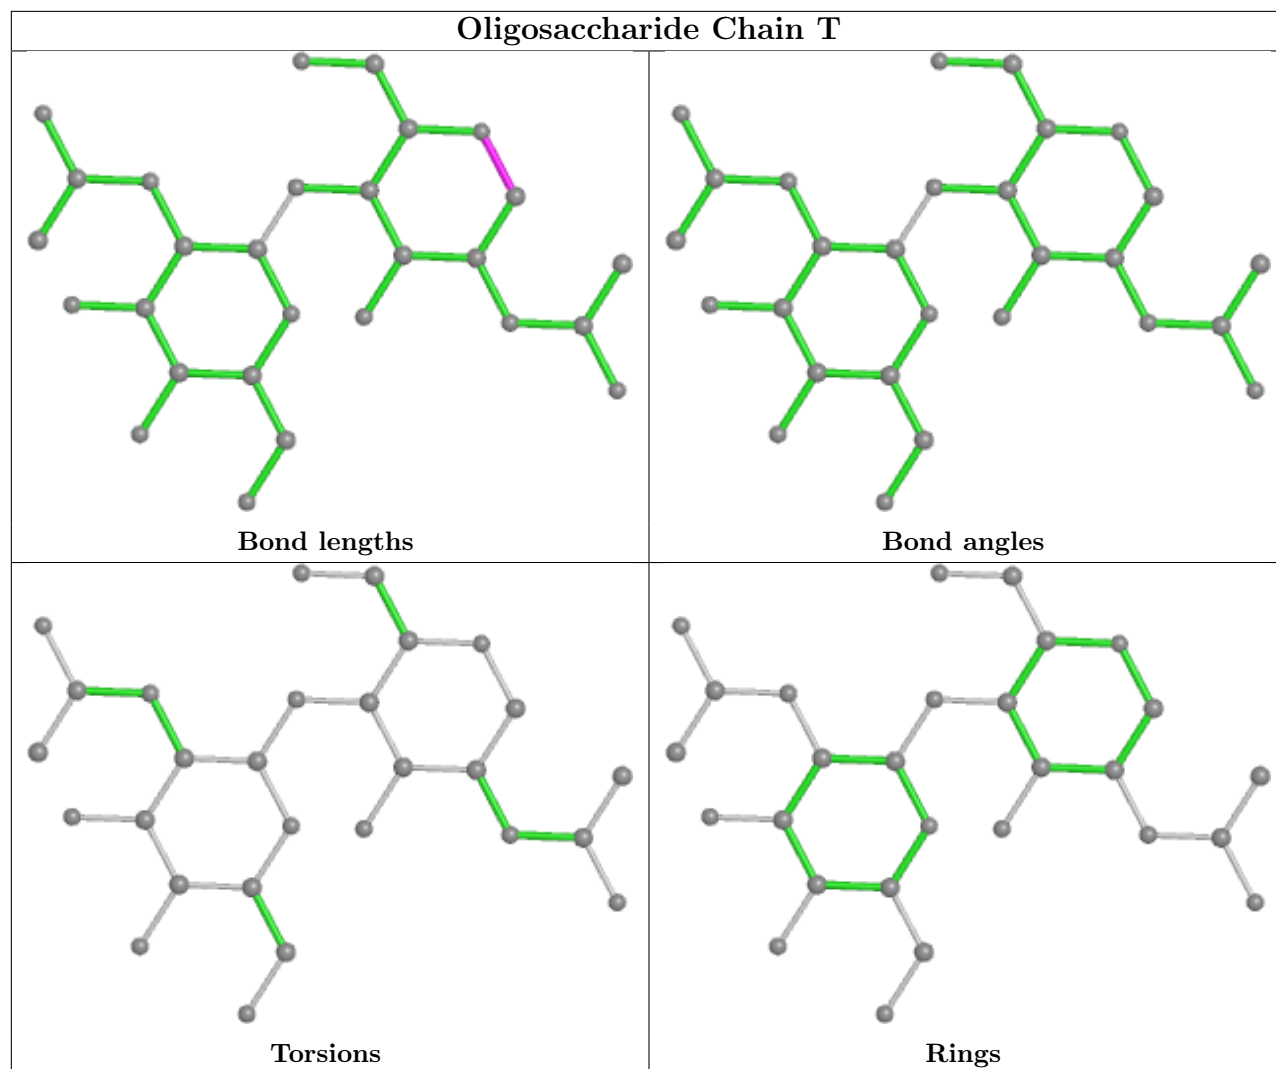 Oligosaccharide Chain T
Bond lengths
Bond angles
Torsions
Rings